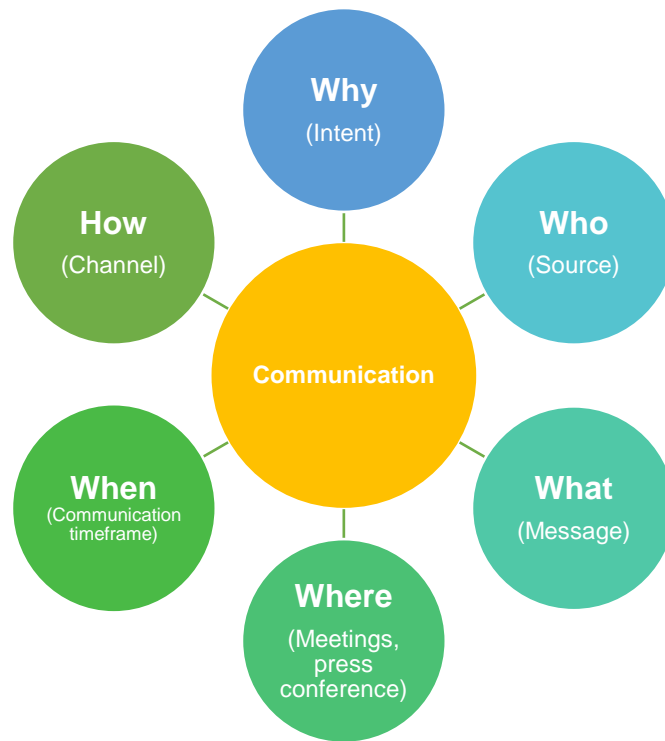 Why
(Intent)
Who
(Source)
What
(Message)
Where
(Meetings,
press
conference)
When
(Communication
timeframe)
How
(Channel)
Communication